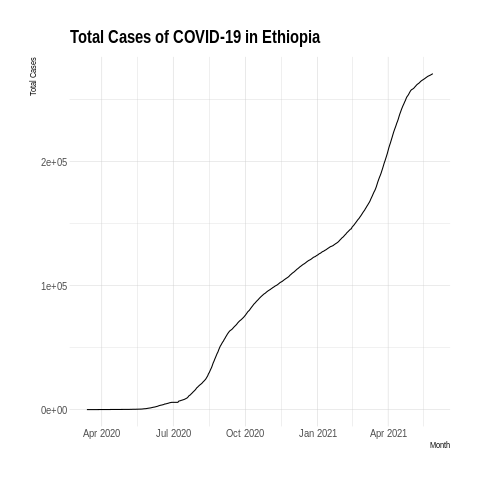 Total Cases of COVID-19 in Ethiopia
Total Cases
2e+05
1e+05
0e+00
Apr 2020 Jul 2020 Oct 2020 Jan 2021 Apr 2021
Month